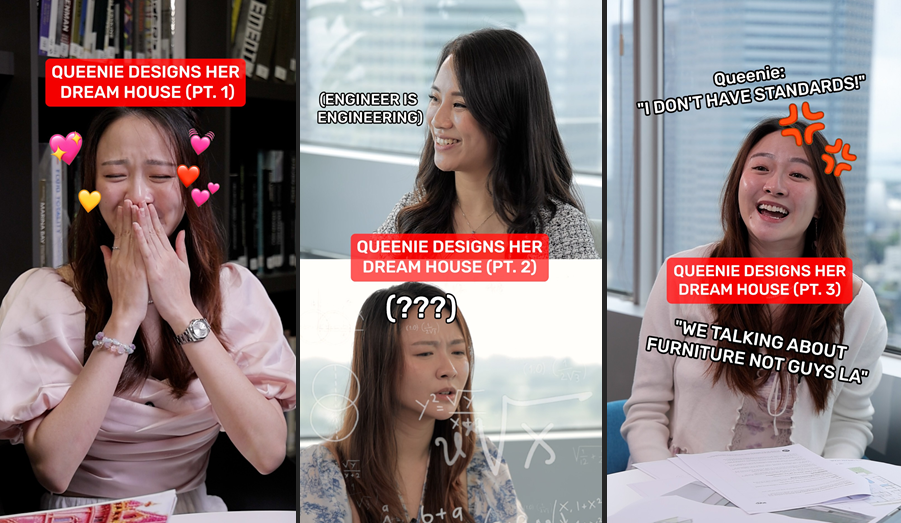 QUEENIE DESIGNS HER
DREAM HOUSE (PT. 1)
(ENGINEER IS
ENGINEERING)
QUEENIE DESIGNS HER
DREAM HOUSE (PT. 2)
(???)
Queenie:
"I DON'T HAVE STANDARDS!"
QUEENIE DESIGNS HER
DREAM HOUSE (PT. 3)
"WE TALKING ABOUT
FURNITURE NOT GUYS LA"